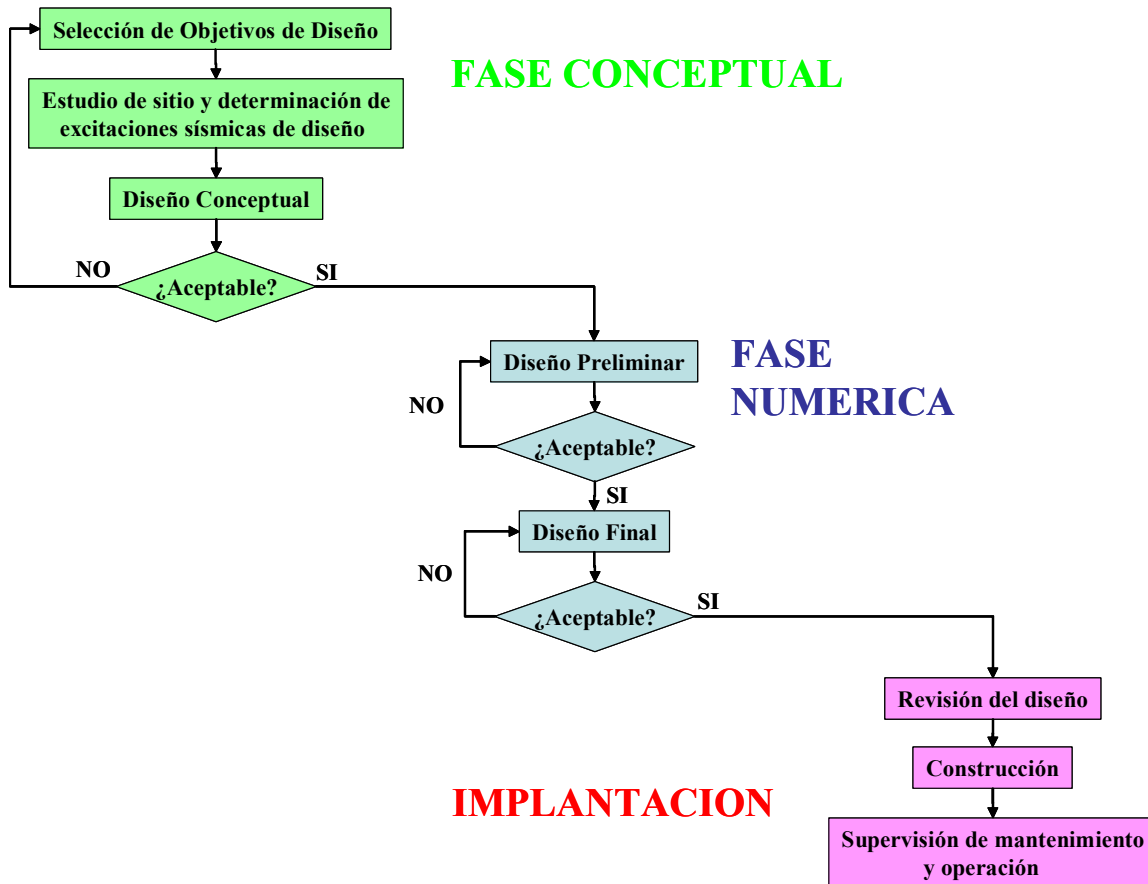 Selección de Objetivos de Diseño
FASE CONCEPTUAL
Estudio de sitio y determinación de
excitaciones sísmicas de diseño
Diseño Conceptual
NO
SI
¿Aceptable?
Diseño Preliminar
FASE
NUMERICA
NO
¿Aceptable?
SI
Diseño Final
NO
SI
¿Aceptable?
Revisión del diseño
Construcción
IMPLANTACION
Supervisión de mantenimiento
y operación